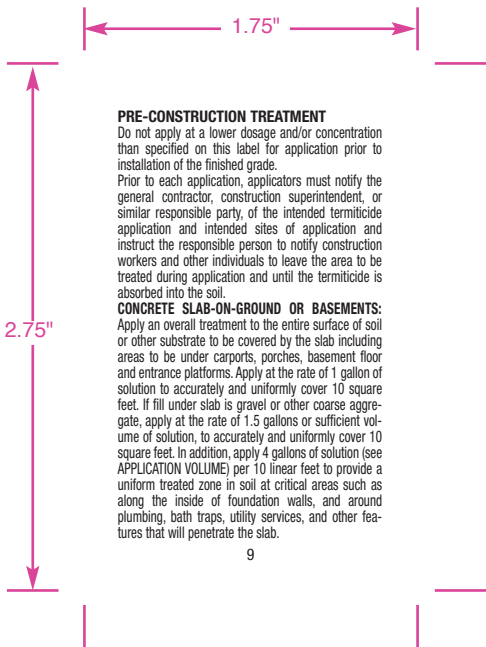 1.75"
PRE-CONSTRUCTION TREATMENT
Do not apply at a lower dosage and/or concentration
than specified on this label for application prior to
installation of the finished grade.
Prior to each application, applicators must notify the
general contractor, construction superintendent, or
similar responsible party, of the intended termiticide
application and intended sites of application and
instruct the responsible person to notify construction
workers and other individuals to leave the area to be
treated during application and until the termiticide is
absorbed into the soil.
CONCRETE SLAB-ON-GROUND OR BASEMENTS:
2.75"
Apply an overall treatment to the entire surface of soil
or other substrate to be covered by the slab including
areas to be under carports, porches, basement floor
and entrance platforms. Apply at the rate of 1 gallon of
solution to accurately and uniformly cover 10 square
feet. If fill under slab is gravel or other coarse aggre-
gate, apply at the rate of 1.5 gallons or sufficient vol-
ume of solution, to accurately and uniformly cover 10
square feet. In addition, apply 4 gallons of solution (see
APPLICATION VOLUME) per 10 linear feet to provide a
uniform treated zone in soil at critical areas such as
along the inside of foundation walls, and around
plumbing, bath traps, utility services, and other fea-
tures that will penetrate the slab.
9